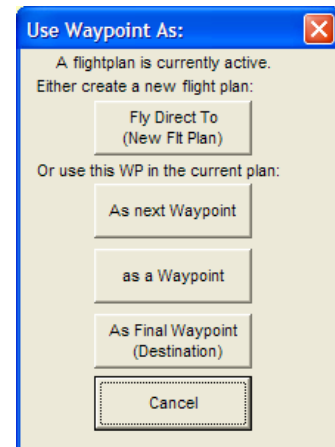 Use Waypoint As:
A flightplan is currently active.
Either create a new flight plan:
Fly Direct To
(New Flt Plan)
Or use this WP in the current plan:
As next Waypoint
as a Waypoint
As Final Waypoint
(Destination)
Cancel